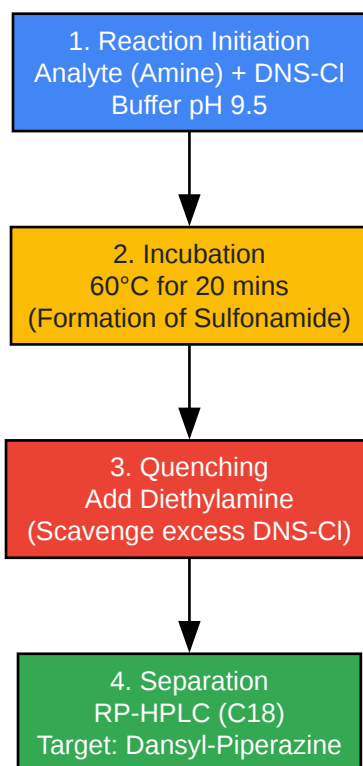 1. Reaction Initiation
Analyte (Amine) + DNS-Cl
Buffer pH 9.5
2. Incubation
60°C for 20 mins
(Formation of Sulfonamide)
3. Quenching
Add Diethylamine
(Scavenge excess DNS-Cl)
4. Separation
RP-HPLC (C18)
Target: Dansyl-Piperazine